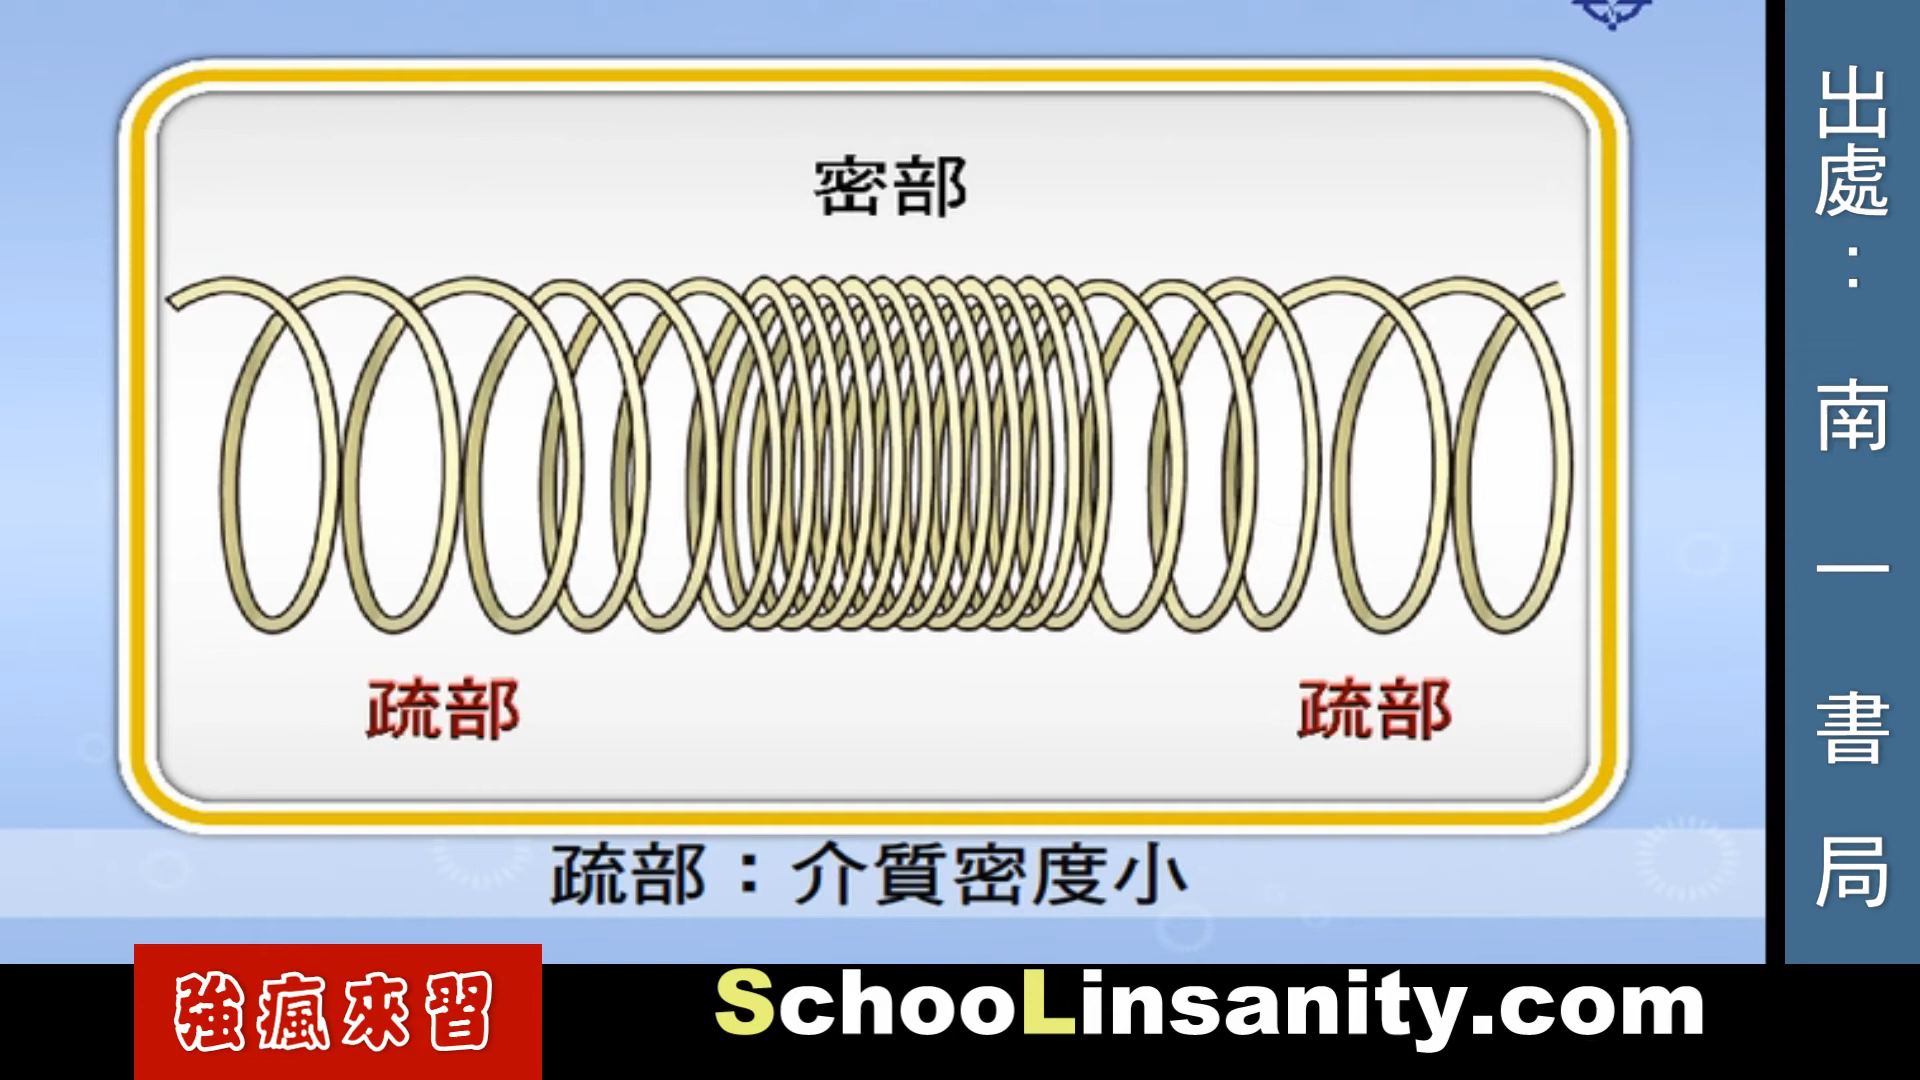 密部
疏部
疏部
疏部：介質密度小
出處：南一書局
強瘋來習
SchooLinsanity.com